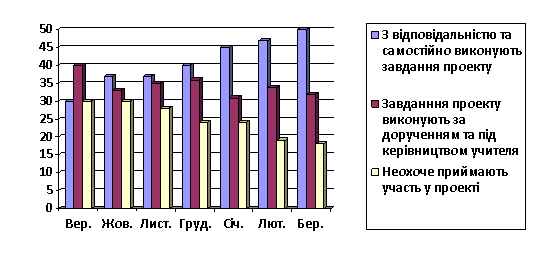 50
45
40
35
30
25
20
15
10
5
0
Вер. Жов. Лист. Груд. Січ. Лют. Бер.
З відповідальністю та
самостійно виконують
завдання проекту
Завданння проекту
виконують за
дорученням та під
керівництвом учителя
Неохоче приймають
участь у проекті